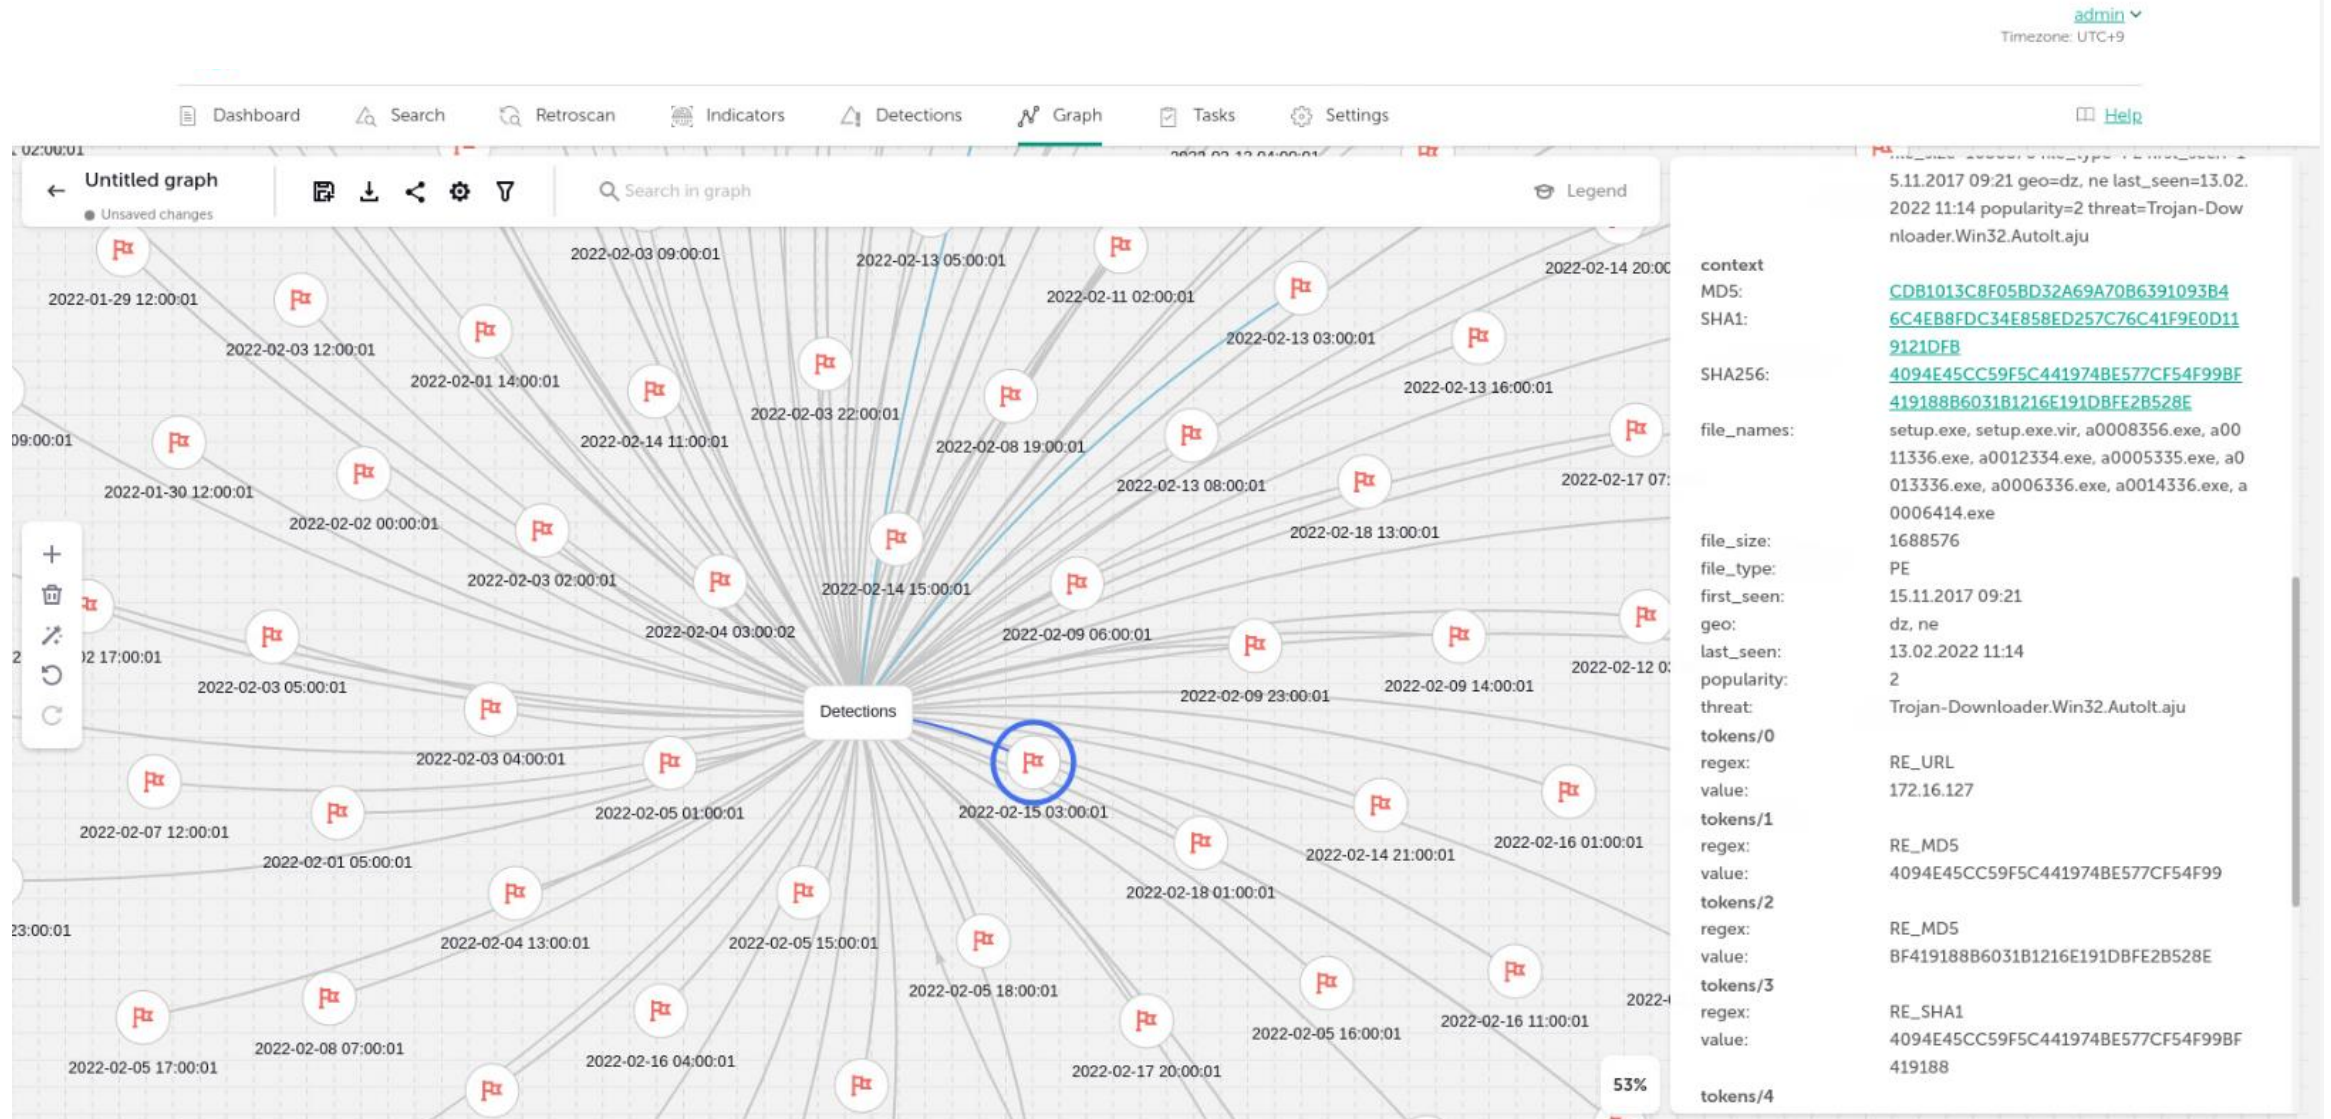 admin
Timezone: UTC+9
Dashboard
Search
Retroscan
Indicators
Detections
Graph
Tasks
Settings
Help
02:00:01
Untitled graph
Unsaved changes
Search in graph
Legend
2022-02-03 09:00:01
2022-02-13 05:00:01
2022-02-14 20:00
2022-01-29 12:00:01
2022-02-11 02:00:01
2022-02-13 03:00:01
2022-02-03 12:00:01
2022-02-01 14:00:01
2022-02-13 16:00:01
2022-02-03 22:00:01
09:00:01
2022-02-14 11:00:01
2022-02-08 19:00:01
2022-01-30 12:00:01
2022-02-13 08:00:01
2022-02-17 07:
2022-02-02 00:00:01
2022-02-18 13:00:01
2022-02-03 02:00:01
2022-02-14 15:00:01
2022-02-04 03:00:02
2022-02-09 06:00:01
2 02 17:00:01
2022-02-12 03
2022-02-03 05:00:01
2022-02-09 23:00:01
2022-02-09 14:00:01
Detections
2022-02-03 04:00:01
2022-02-05 01:00:01
2022-02-15 03:00:01
2022-02-07 12:00:01
2022-02-01 05:00:01
2022-02-14 21:00:01
2022-02-16 01:00:01
2022-02-18 01:00:01
23:00:01
2022-02-04 13:00:01
2022-02-05 15:00:01
2022-02-05 18:00:01
2022-
2022-02-05 16:00:01
2022-02-16 11:00:01
2022-02-08 07:00:01
2022-02-16 04:00:01
2022-02-05 17:00:01
2022-02-17 20:00:01
53%
5.11.2017 09:21 geo=dz, ne last_seen=13.02.
2022 11:14 popularity=2 threat=Trojan-Dow
nloader.Win32.AutoIt.aju
context
MD5: CDB1013C8F05BD32A69A70B6391093B4
SHA1: 6C4EB8FDC34E858ED257C76C41F9E0D11
9121DFB
SHA256: 4094E45CC59F5C441974BE577CF54F99BF
419188B6031B1216E191DBFE2B528E
file_names: setup.exe, setup.exe.vir, a0008356.exe, a00
11336.exe, a0012334.exe, a0005335.exe, a0
013336.exe, a0006336.exe, a0014336.exe, a
0006414.exe
file_size: 1688576
file_type: PE
first_seen: 15.11.2017 09:21
geo: dz, ne
last_seen: 13.02.2022 11:14
popularity: 2
threat: Trojan-Downloader.Win32.AutoIt.aju
tokens/0
regex: RE_URL
value: 172.16.127
tokens/1
regex: RE_MD5
value: 4094E45CC59F5C441974BE577CF54F99
tokens/2
regex: RE_MD5
value: BF419188B6031B1216E191DBFE2B528E
tokens/3
regex: RE_SHA1
value: 4094E45CC59F5C441974BE577CF54F99BF
419188
tokens/4